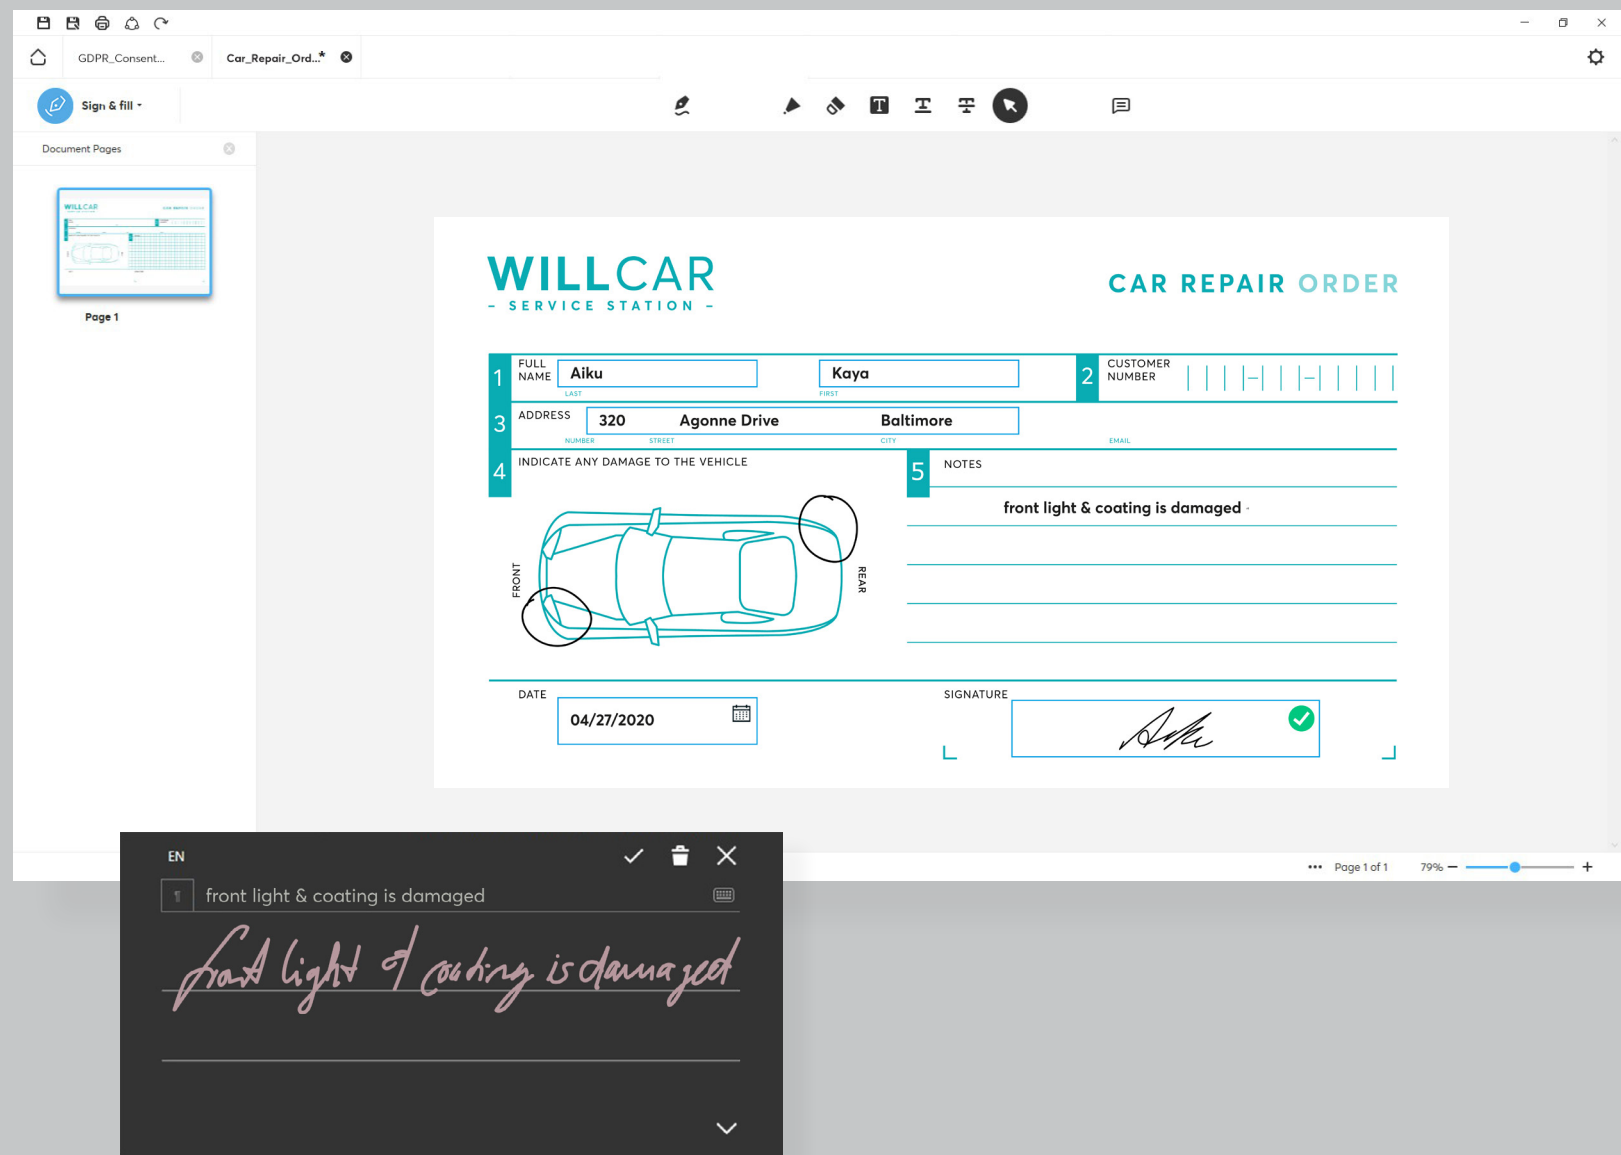 GDPR_Consent...
Car_Repair_Ord...*
Sign & fill
Document Pages
Page 1
WILLCAR
- SERVICE STATION -
CAR REPAIR ORDER
1 FULL NAME Aiku Kaya
LAST FIRST
2 CUSTOMER NUMBER
3 ADDRESS 320 Agonne Drive Baltimore
NUMBER STREET CITY EMAIL
4 INDICATE ANY DAMAGE TO THE VEHICLE
FRONT
REAR
5 NOTES
front light & coating is damaged
DATE
04/27/2020
SIGNATURE
Page 1 of 1 79%
EN
front light & coating is damaged
front light & coating is damaged